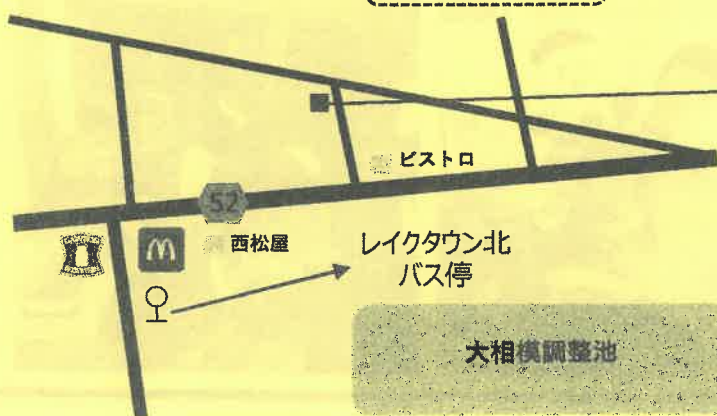 ビストロ
52
西松屋
レイクタウン北
バス停
大相模調整池